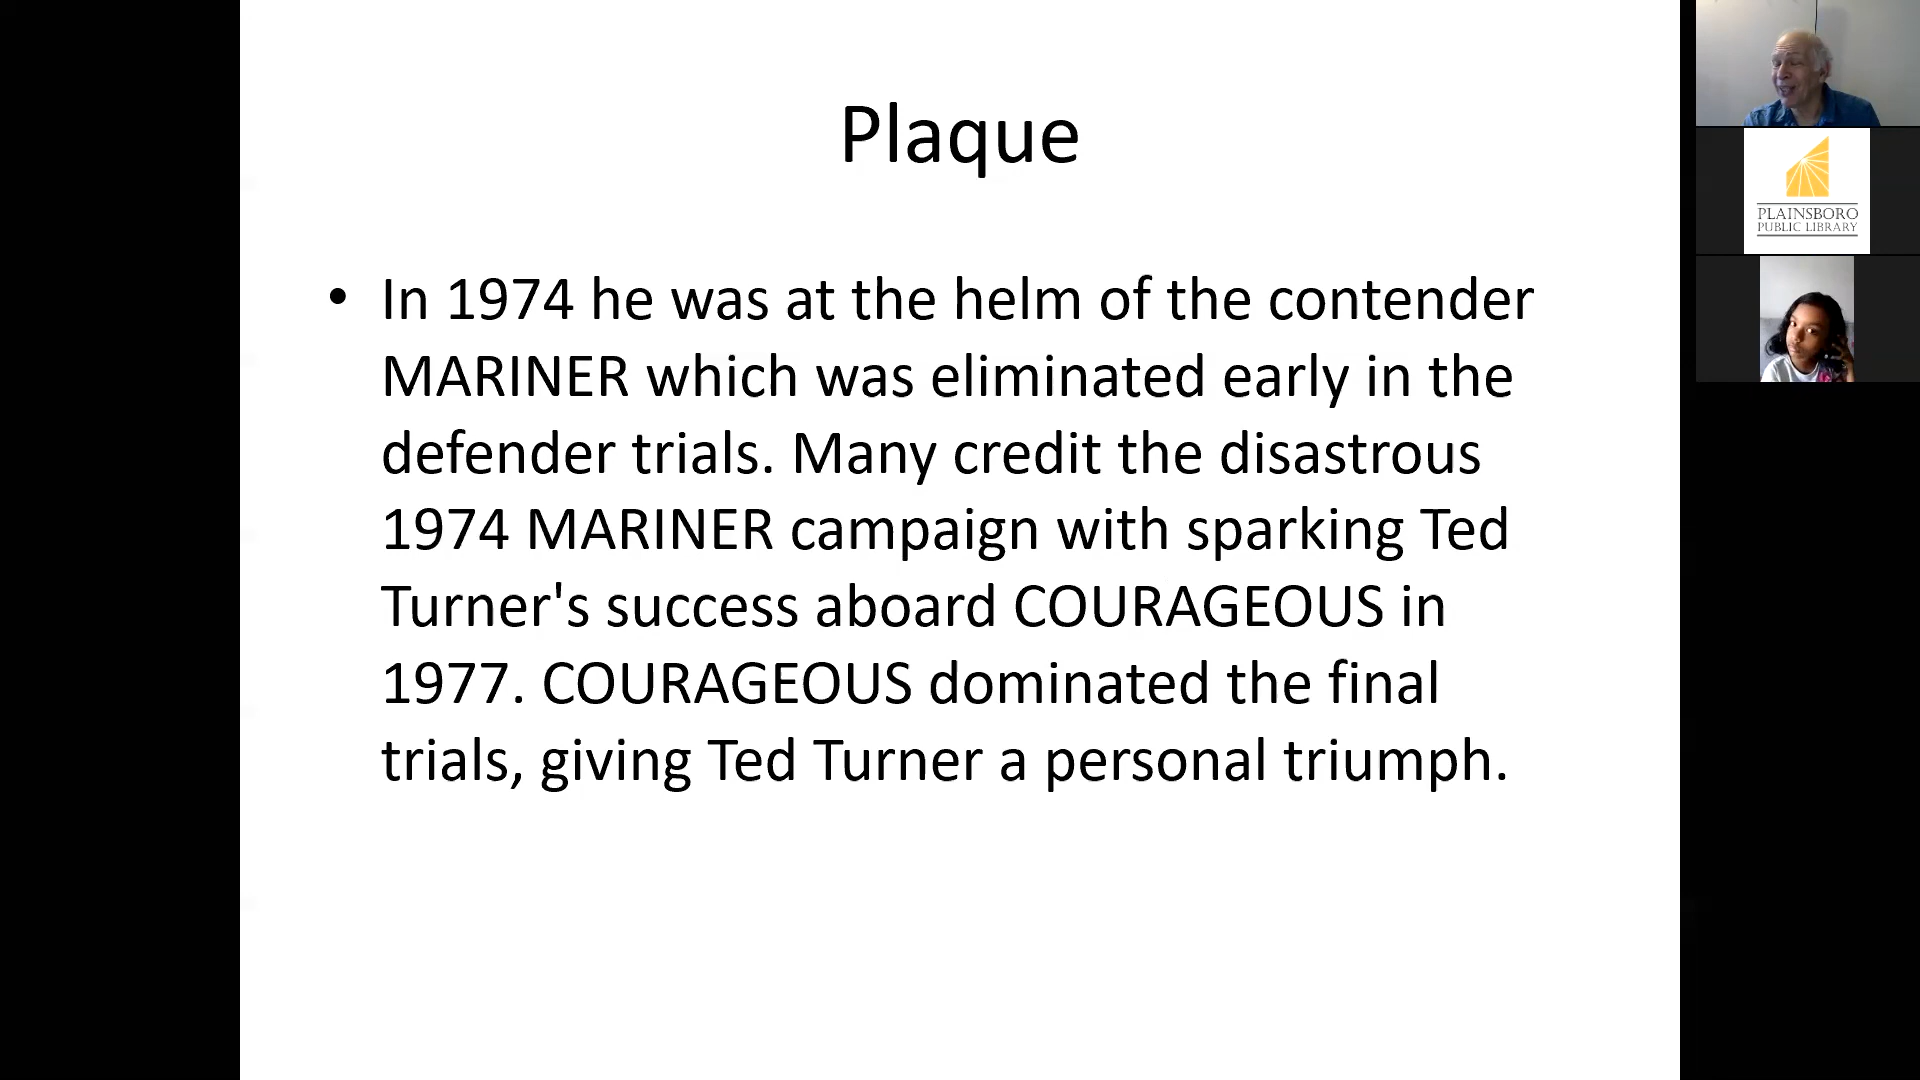 Plaque
• In 1974 he was at the helm of the contender
MARINER which was eliminated early in the
defender trials. Many credit the disastrous
1974 MARINER campaign with sparking Ted
Turner's success aboard COURAGEOUS in
1977. COURAGEOUS dominated the final
trials, giving Ted Turner a personal triumph.
PLAINSBORO
PUBLIC LIBRARY